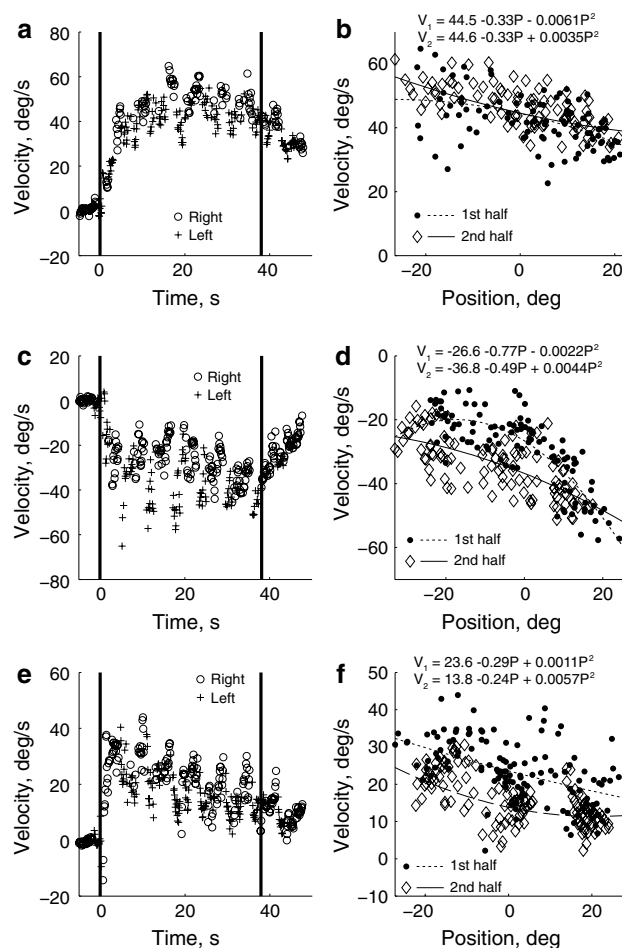 a
Velocity, deg/s
80
60
40
20
0
−20
0
20
40
Time, s
Right
Left
b
V1 = 44.5 -0.33P - 0.0061P²
V2 = 44.6 -0.33P + 0.0035P²
Velocity, deg/s
60
40
20
0
−20
0
20
Position, deg
1st half
2nd half
c
Velocity, deg/s
20
0
−20
−40
−60
−80
0
20
40
Time, s
Right
Left
d
V1 = -26.6 -0.77P - 0.0022P²
V2 = -36.8 -0.49P + 0.0044P²
Velocity, deg/s
0
−20
−40
−60
−20
0
20
Position, deg
1st half
2nd half
e
Velocity, deg/s
60
40
20
0
−20
0
20
40
Time, s
Right
Left
f
V1 = 23.6 -0.29P + 0.0011P²
V2 = 13.8 -0.24P + 0.0057P²
Velocity, deg/s
50
40
30
20
10
0
−10
−20
0
20
Position, deg
1st half
2nd half